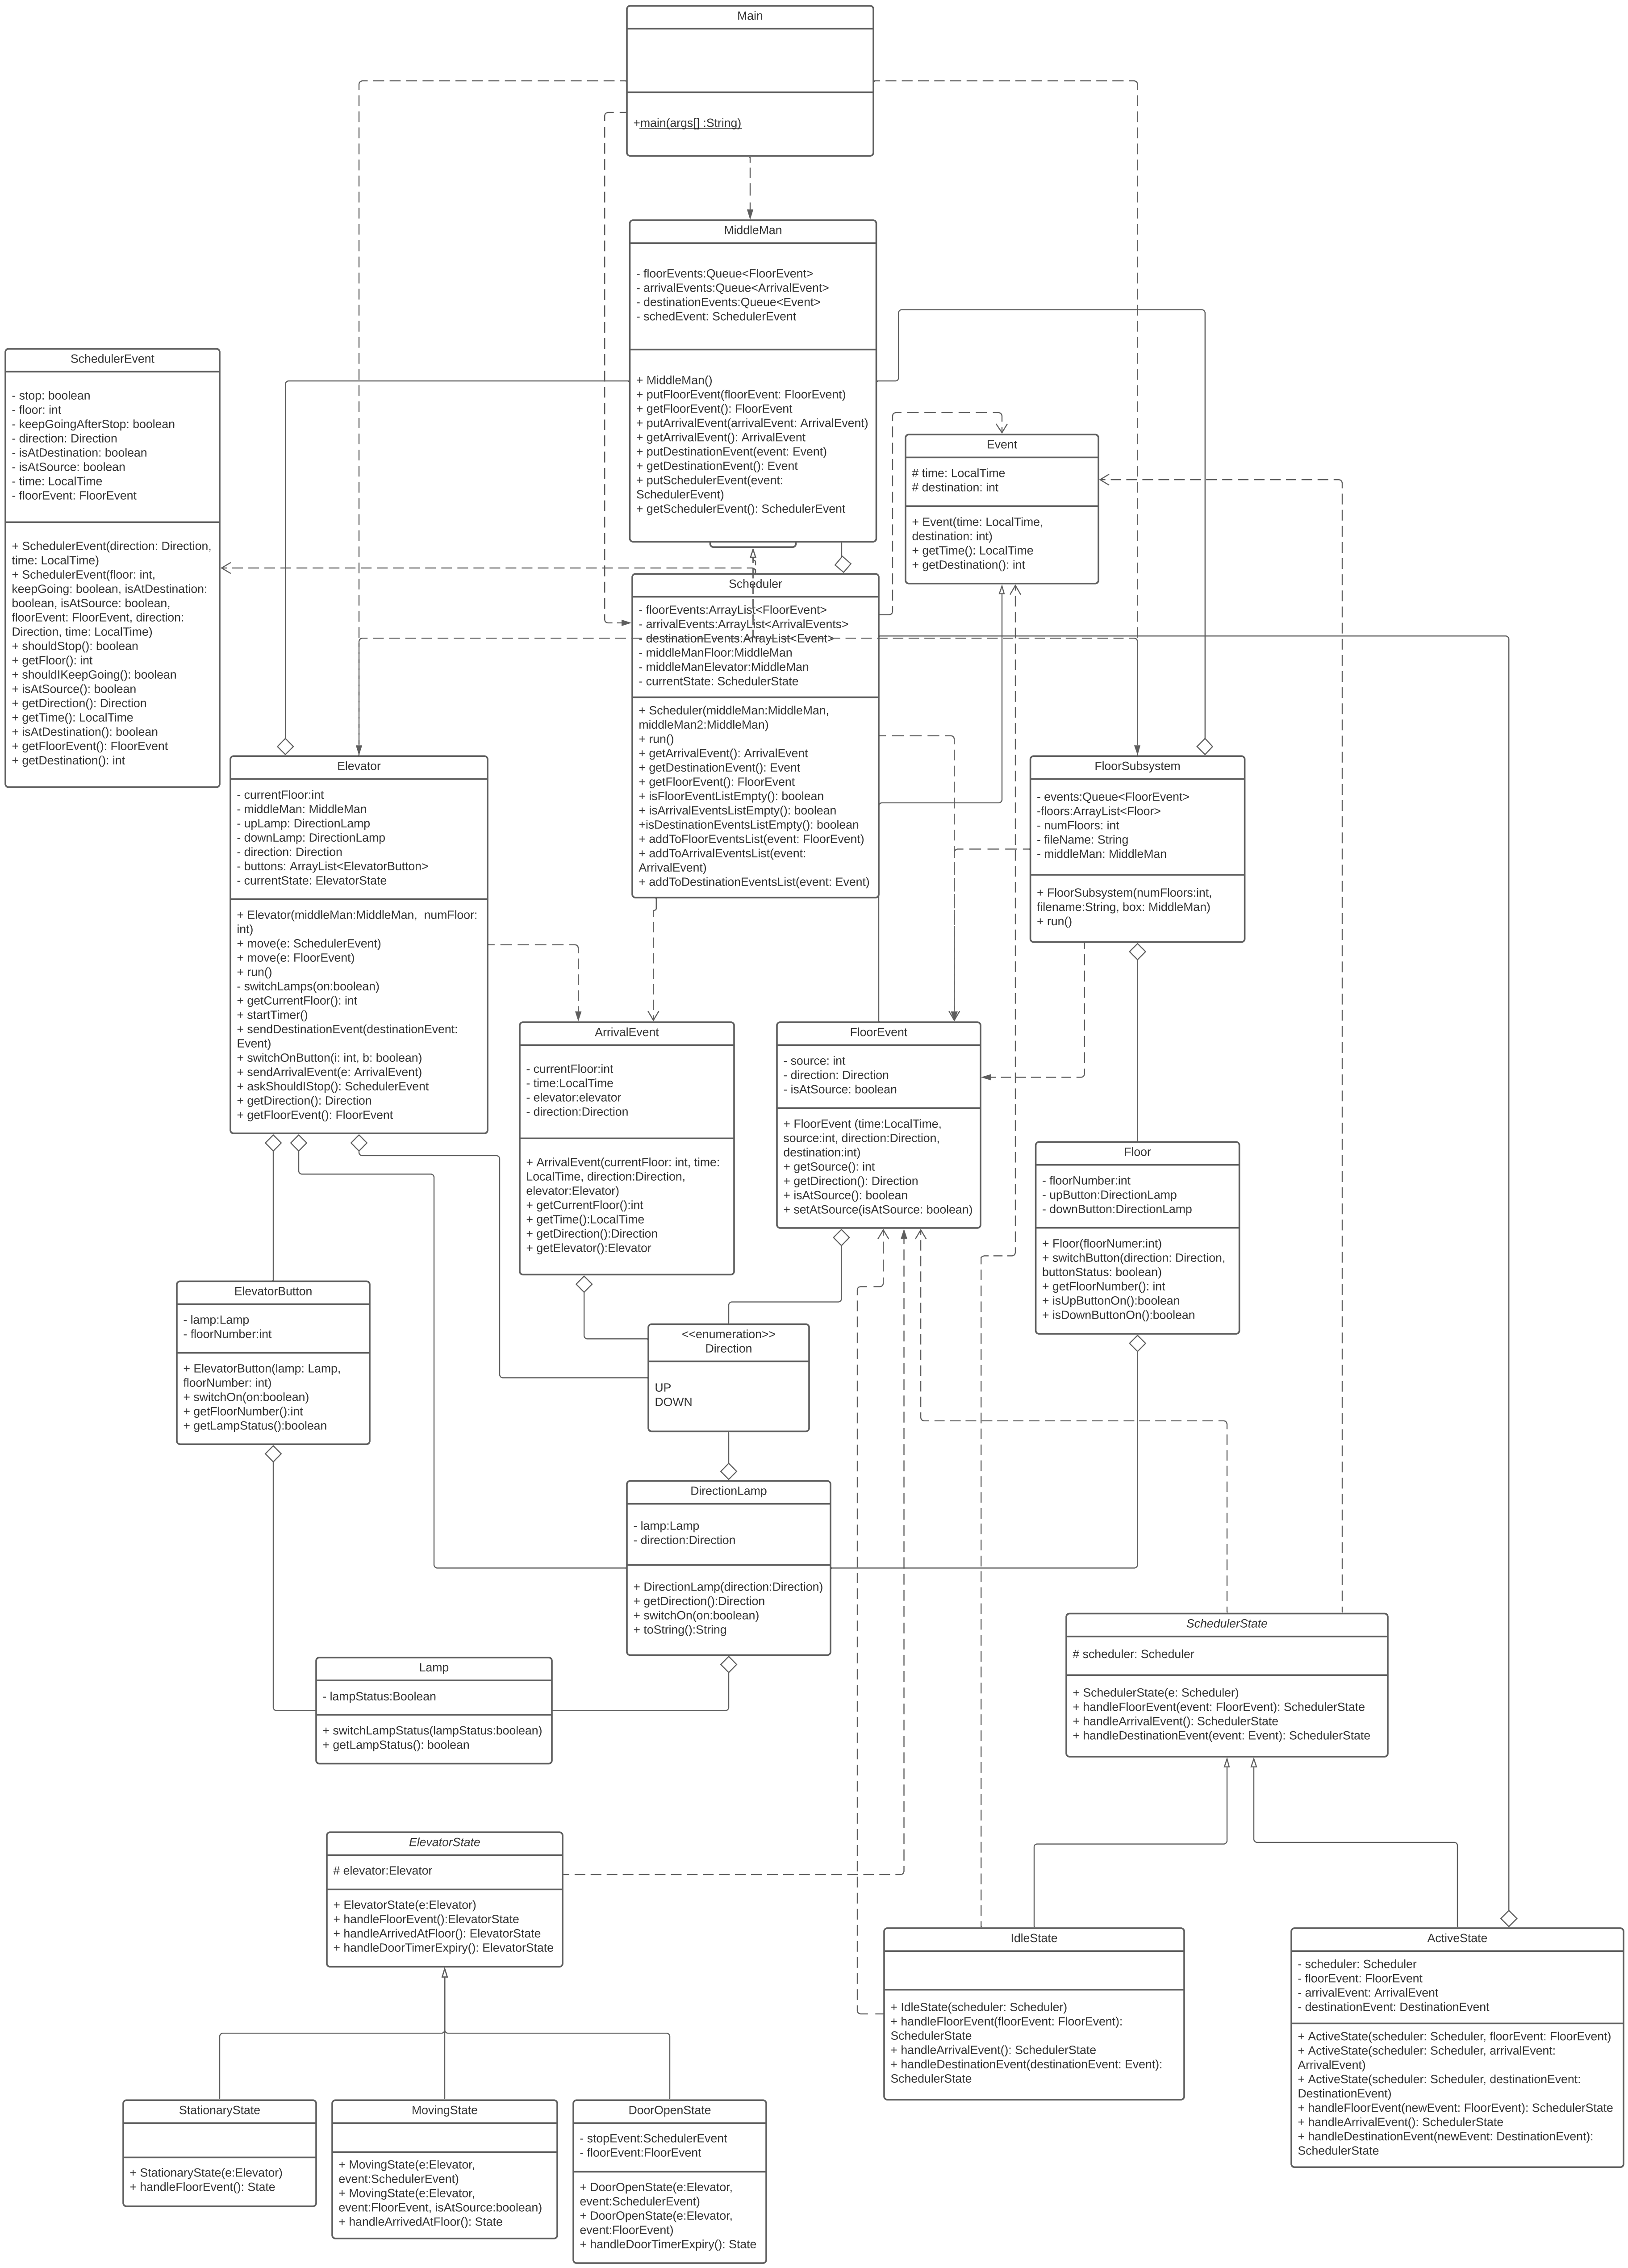 Main
+main(args[] :String)
MiddleMan
- floorEvents:Queue<FloorEvent>
- arrivalEvents:Queue<ArrivalEvent>
- destinationEvents:Queue<Event>
- schedEvent: SchedulerEvent
+ MiddleMan()
+ putFloorEvent(floorEvent: FloorEvent)
+ getFloorEvent(): FloorEvent
+ putArrivalEvent(arrivalEvent: ArrivalEvent)
+ getArrivalEvent(): ArrivalEvent
+ putDestinationEvent(event: Event)
+ getDestinationEvent(): Event
+ putSchedulerEvent(event:
SchedulerEvent)
+ getSchedulerEvent(): SchedulerEvent
SchedulerEvent
- stop: boolean
- floor: int
- keepGoingAfterStop: boolean
- direction: Direction
- isAtDestination: boolean
- isAtSource: boolean
- time: LocalTime
- floorEvent: FloorEvent
+ SchedulerEvent(direction: Direction,
time: LocalTime)
+ SchedulerEvent(floor: int,
keepGoing: boolean, isAtDestination:
boolean, isAtSource: boolean,
floorEvent: FloorEvent, direction:
Direction, time: LocalTime)
+ shouldStop(): boolean
+ getFloor(): int
+ shouldIKeepGoing(): boolean
+ isAtSource(): boolean
+ getDirection(): Direction
+ getTime(): LocalTime
+ isAtDestination(): boolean
+ getFloorEvent(): FloorEvent
+ getDestination(): int
Event
# time: LocalTime
# destination: int
+ Event(time: LocalTime,
destination: int)
+ getTime(): LocalTime
+ getDestination(): int
Scheduler
- floorEvents:ArrayList<FloorEvent>
- arrivalEvents:ArrayList<ArrivalEvents>
- destinationEvents:ArrayList<Event>
- middleManFloor:MiddleMan
- middleManElevator:MiddleMan
- currentState: SchedulerState
+ Scheduler(middleMan:MiddleMan,
middleMan2:MiddleMan)
+ run()
+ getArrivalEvent(): ArrivalEvent
+ getDestinationEvent(): Event
+ getFloorEvent(): FloorEvent
+ isFloorEventListEmpty(): boolean
+ isArrivalEventsListEmpty(): boolean
+isDestinationEventsListEmpty(): boolean
+ addToFloorEventsList(event: FloorEvent)
+ addToArrivalEventsList(event:
ArrivalEvent)
+ addToDestinationEventsList(event: Event)
Elevator
- currentFloor:int
- middleMan: MiddleMan
- upLamp: DirectionLamp
- downLamp: DirectionLamp
- direction: Direction
- buttons: ArrayList<ElevatorButton>
- currentState: ElevatorState
+ Elevator(middleMan:MiddleMan, numFloor:
int)
+ move(e: SchedulerEvent)
+ move(e: FloorEvent)
+ run()
- switchLamps(on:boolean)
+ getCurrentFloor(): int
+ startTimer()
+ sendDestinationEvent(destinationEvent:
Event)
+ switchOnButton(i: int, b: boolean)
+ sendArrivalEvent(e: ArrivalEvent)
+ askShouldIStop(): SchedulerEvent
+ getDirection(): Direction
+ getFloorEvent(): FloorEvent
FloorSubsystem
- events:Queue<FloorEvent>
-floors:ArrayList<Floor>
- numFloors: int
- fileName: String
- middleMan: MiddleMan
+ FloorSubsystem(numFloors:int,
filename:String, box: MiddleMan)
+ run()
ArrivalEvent
- currentFloor:int
- time:LocalTime
- elevator:elevator
- direction:Direction
+ ArrivalEvent(currentFloor: int, time:
LocalTime, direction:Direction,
elevator:Elevator)
+ getCurrentFloor():int
+ getTime():LocalTime
+ getDirection():Direction
+ getElevator():Elevator
FloorEvent
- source: int
- direction: Direction
- isAtSource: boolean
+ FloorEvent (time:LocalTime,
source:int, direction:Direction,
destination:int)
+ getSource(): int
+ getDirection(): Direction
+ isAtSource(): boolean
+ setAtSource(isAtSource: boolean)
Floor
- floorNumber:int
- upButton:DirectionLamp
- downButton:DirectionLamp
+ Floor(floorNumer:int)
+ switchButton(direction: Direction,
buttonStatus: boolean)
+ getFloorNumber(): int
+ isUpButtonOn():boolean
+ isDownButtonOn():boolean
ElevatorButton
- lamp:Lamp
- floorNumber:int
+ ElevatorButton(lamp: Lamp,
floorNumber: int)
+ switchOn(on:boolean)
+ getFloorNumber():int
+ getLampStatus():boolean
<<enumeration>>
Direction
UP
DOWN
DirectionLamp
- lamp:Lamp
- direction:Direction
+ DirectionLamp(direction:Direction)
+ getDirection():Direction
+ switchOn(on:boolean)
+ toString():String
Lamp
- lampStatus:Boolean
+ switchLampStatus(lampStatus:boolean)
+ getLampStatus(): boolean
SchedulerState
# scheduler: Scheduler
+ SchedulerState(e: Scheduler)
+ handleFloorEvent(event: FloorEvent): SchedulerState
+ handleArrivalEvent(): SchedulerState
+ handleDestinationEvent(event: Event): SchedulerState
ElevatorState
# elevator:Elevator
+ ElevatorState(e:Elevator)
+ handleFloorEvent():ElevatorState
+ handleArrivedAtFloor(): ElevatorState
+ handleDoorTimerExpiry(): ElevatorState
IdleState
+ IdleState(scheduler: Scheduler)
+ handleFloorEvent(floorEvent: FloorEvent):
SchedulerState
+ handleArrivalEvent(): SchedulerState
+ handleDestinationEvent(destinationEvent: Event):
SchedulerState
ActiveState
- scheduler: Scheduler
- floorEvent: FloorEvent
- arrivalEvent: ArrivalEvent
- destinationEvent: DestinationEvent
+ ActiveState(scheduler: Scheduler, floorEvent: FloorEvent)
+ ActiveState(scheduler: Scheduler, arrivalEvent:
ArrivalEvent)
+ ActiveState(scheduler: Scheduler, destinationEvent:
DestinationEvent)
+ handleFloorEvent(newEvent: FloorEvent): SchedulerState
+ handleArrivalEvent(): SchedulerState
+ handleDestinationEvent(newEvent: DestinationEvent):
SchedulerState
StationaryState
+ StationaryState(e:Elevator)
+ handleFloorEvent(): State
MovingState
+ MovingState(e:Elevator,
event:SchedulerEvent)
+ MovingState(e:Elevator,
event:FloorEvent, isAtSource:boolean)
+ handleArrivedAtFloor(): State
DoorOpenState
- stopEvent:SchedulerEvent
- floorEvent:FloorEvent
+ DoorOpenState(e:Elevator,
event:SchedulerEvent)
+ DoorOpenState(e:Elevator,
event:FloorEvent)
+ handleDoorTimerExpiry: State